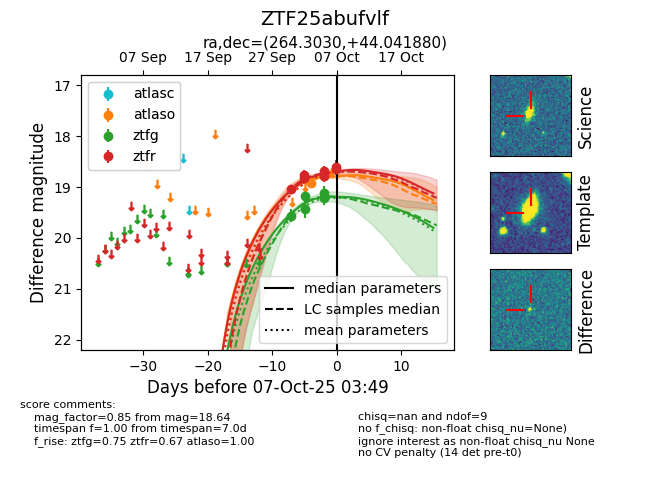 ZTF25abufvlf
ra,dec=(264.3030,+44.041880)
07 Sep 17 Sep 27 Sep 07 Oct 17 Oct
17
18
19
20
21
22
Difference magnitude
atlasc
atlaso
ztfg
ztfr
median parameters
LC samples median
mean parameters
−30 −20 −10 0 10
Days before 07-Oct-25 03:49
Science
Template
Difference
score comments:
mag_factor=0.85 from mag=18.64
timespan f=1.00 from timespan=7.0d
f_rise: ztfg=0.75 ztfr=0.67 atlaso=1.00
chisq=nan and ndof=9
no f_chisq: non-float chisq_nu=None)
ignore interest as non-float chisq_nu None
no CV penalty (14 det pre-t0)